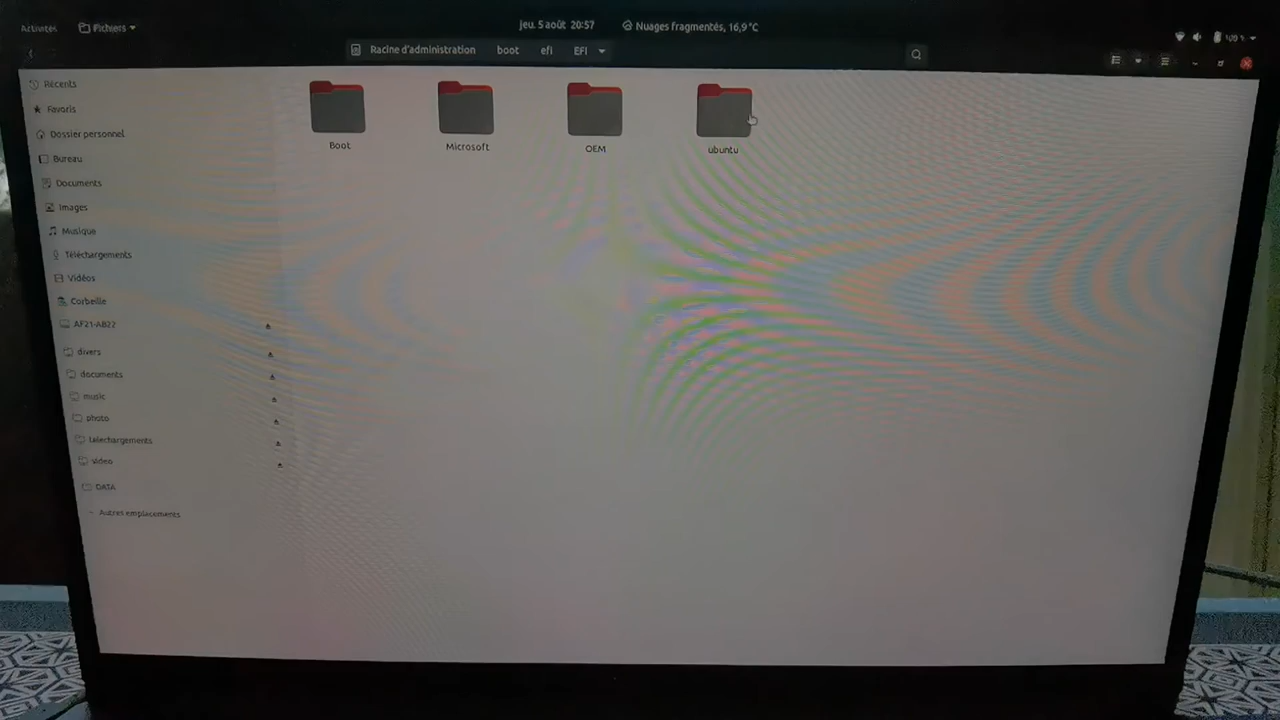 Activités Fichiers jeu. 5 août 20:57 Nuages fragmentés, 16,9 °C
Racine d'administration boot efi EFI
Récents
Favoris
Dossier personnel
Bureau
Documents
Images
Musique
Téléchargements
Vidéos
Corbeille
AF21-AB22
divers
documents
music
photo
telechargements
video
DATA
Autres emplacements
Boot Microsoft OEM ubuntu